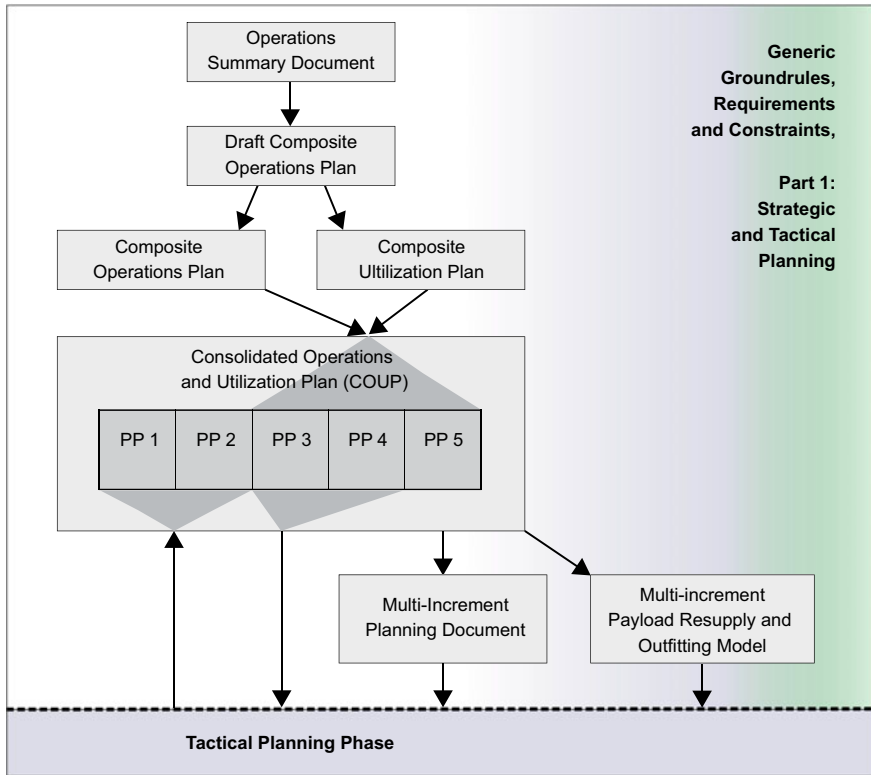 Operations
Summary Document
Generic
Groundrules,
Requirements
and Constraints,
Part 1:
Strategic
and Tactical
Planning
Draft Composite
Operations Plan
Composite
Operations Plan
Composite
Ultilization Plan
Consolidated Operations
and Utilization Plan (COUP)
PP 1
PP 2
PP 3
PP 4
PP 5
Multi-Increment
Planning Document
Multi-increment
Payload Resupply and
Outfitting Model
Tactical Planning Phase